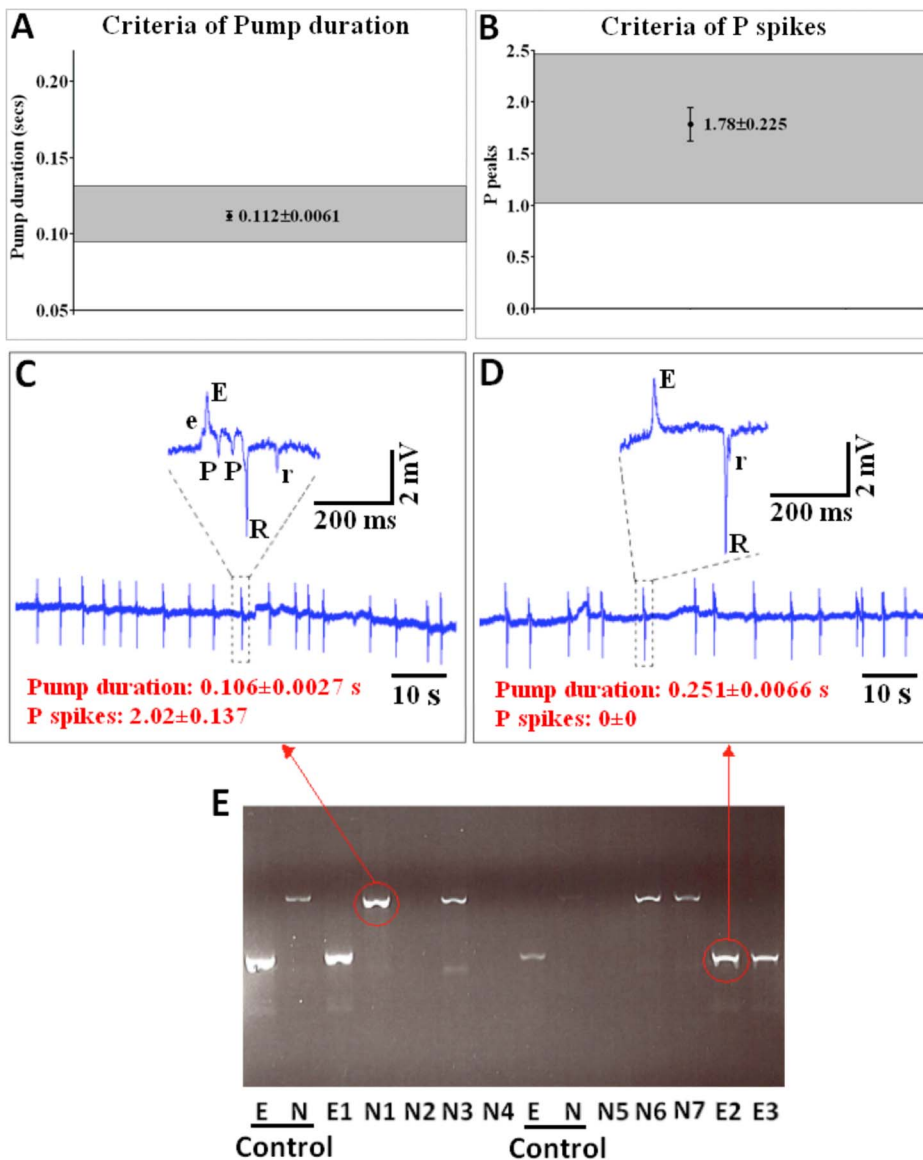 A
Criteria of Pump duration
Pump duration (secs)
0.20
0.15
0.10
0.05
0.112±0.0061
B
Criteria of P spikes
P peaks
2.5
2.0
1.5
1.0
0.5
0.0
1.78±0.225
C
E
e
P P
r
R
2 mV
200 ms
Pump duration: 0.106±0.0027 s
P spikes: 2.02±0.137
10 S
D
E
r
R
2 mV
200 ms
Pump duration: 0.251±0.0066 s
P spikes: 0±0
10 S
E
E N E1 N1 N2 N3 N4 E N N5 N6 N7 E2 E3
Control Control